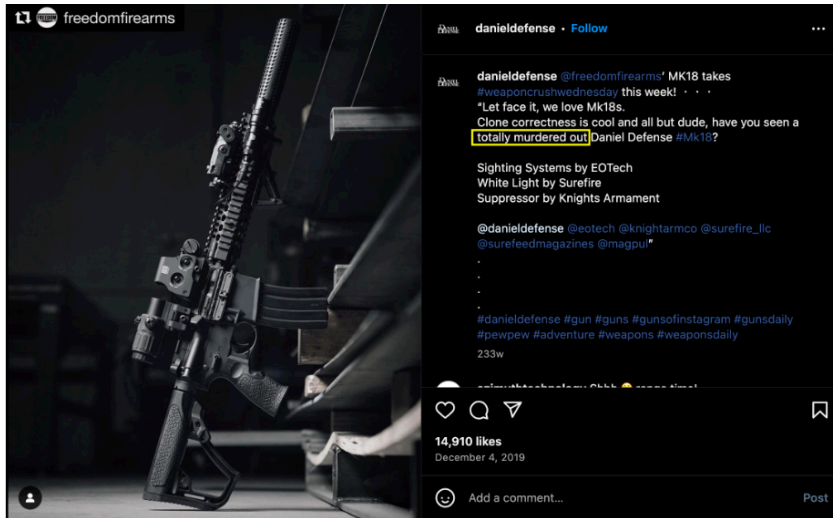 freedomfirearms
danieldefense • Follow
danieldefense @freedomfirearms' MK18 takes
#weaponcrushwednesday this week! · · ·
"Let face it, we love Mk18s.
Clone correctness is cool and all but dude, have you seen a
totally murdered out Daniel Defense #Mk18?
Sighting Systems by EOTech
White Light by Surefire
Suppressor by Knights Armament
@danieldefense @eotech @knightarmco @surefire_llc
@surefeedmagazines @magpul"
.
.
.
.
#danieldefense #gun #guns #gunsofinstagram #gunsdaily
#pewpew #adventure #weapons #weaponsdaily
233w
14,910 likes
December 4, 2019
Add a comment...
Post